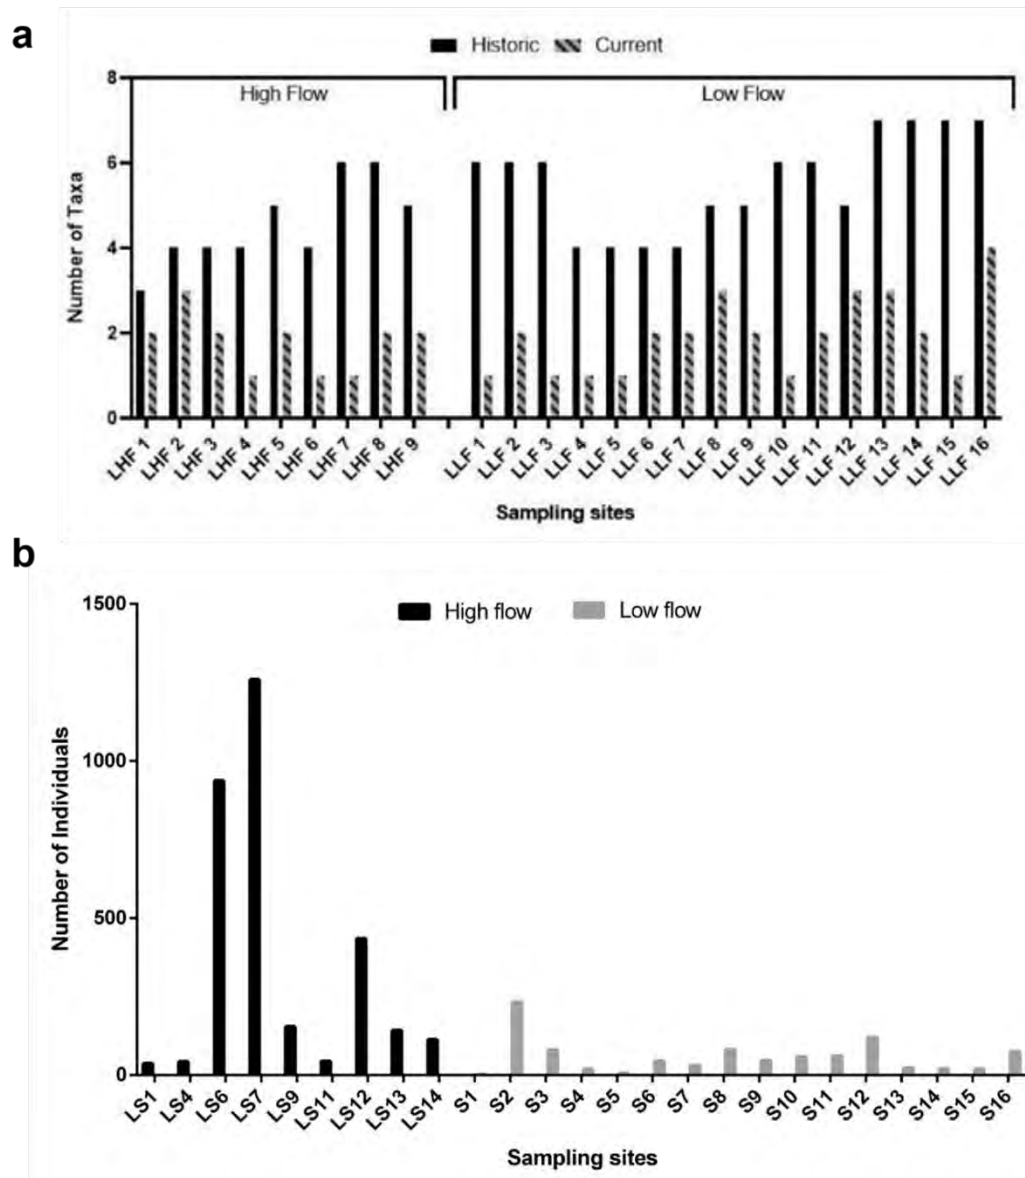 a
Historic Current
8
High Flow Low Flow
6
4
2
0
Number of Taxa
LHF 1 LHF 2 LHF 3 LHF 4 LHF 5 LHF 6 LHF 7 LHF 8 LHF 9 LLF 1 LLF 2 LLF 3 LLF 4 LLF 5 LLF 6 LLF 7 LLF 8 LLF 9 LLF 10 LLF 11 LLF 12 LLF 13 LLF 14 LLF 15 LLF 16
Sampling sites
b
High flow Low flow
1500
1000
500
0
Number of Individuals
LS1 LS4 LS6 LS7 LS9 LS11 LS12 LS13 LS14 S1 S2 S3 S4 S5 S6 S7 S8 S9 S10 S11 S12 S13 S14 S15 S16
Sampling sites